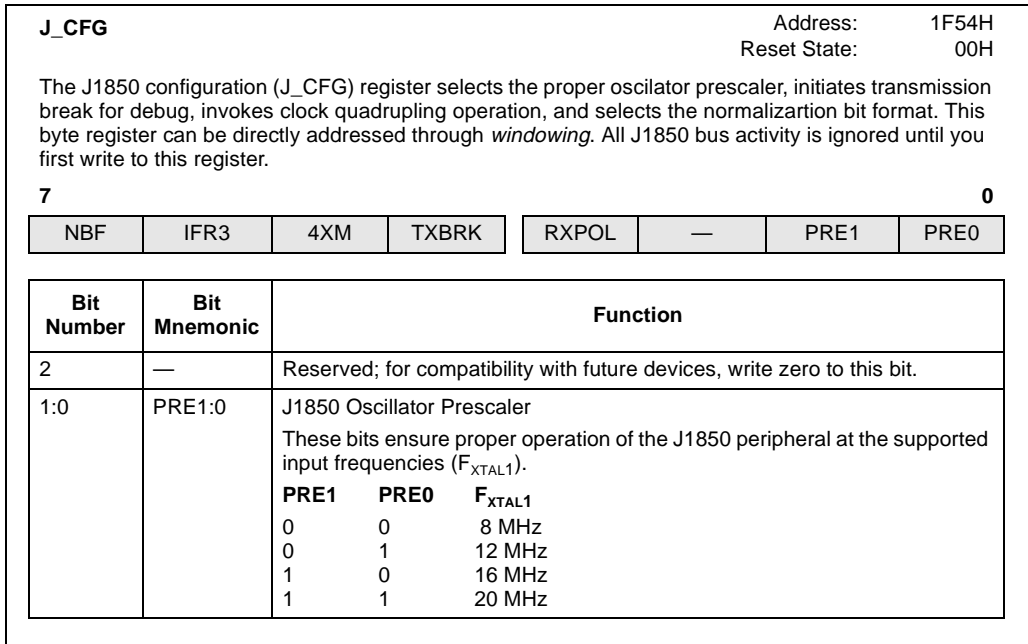 J_CFG Address: 1F54H
Reset State: 00H
The J1850 configuration (J_CFG) register selects the proper oscilator prescaler, initiates transmission
break for debug, invokes clock quadrupling operation, and selects the normalizartion bit format. This
byte register can be directly addressed through windowing. All J1850 bus activity is ignored until you
first write to this register.
7 0
NBF IFR3 4XM TXBRK RXPOL — PRE1 PRE0
Bit Number Bit Mnemonic Function
2 — Reserved; for compatibility with future devices, write zero to this bit.
1:0 PRE1:0 J1850 Oscillator Prescaler
These bits ensure proper operation of the J1850 peripheral at the supported
input frequencies (FXTAL1).
PRE1 PRE0 FXTAL1
0 0 8 MHz
0 1 12 MHz
1 0 16 MHz
1 1 20 MHz